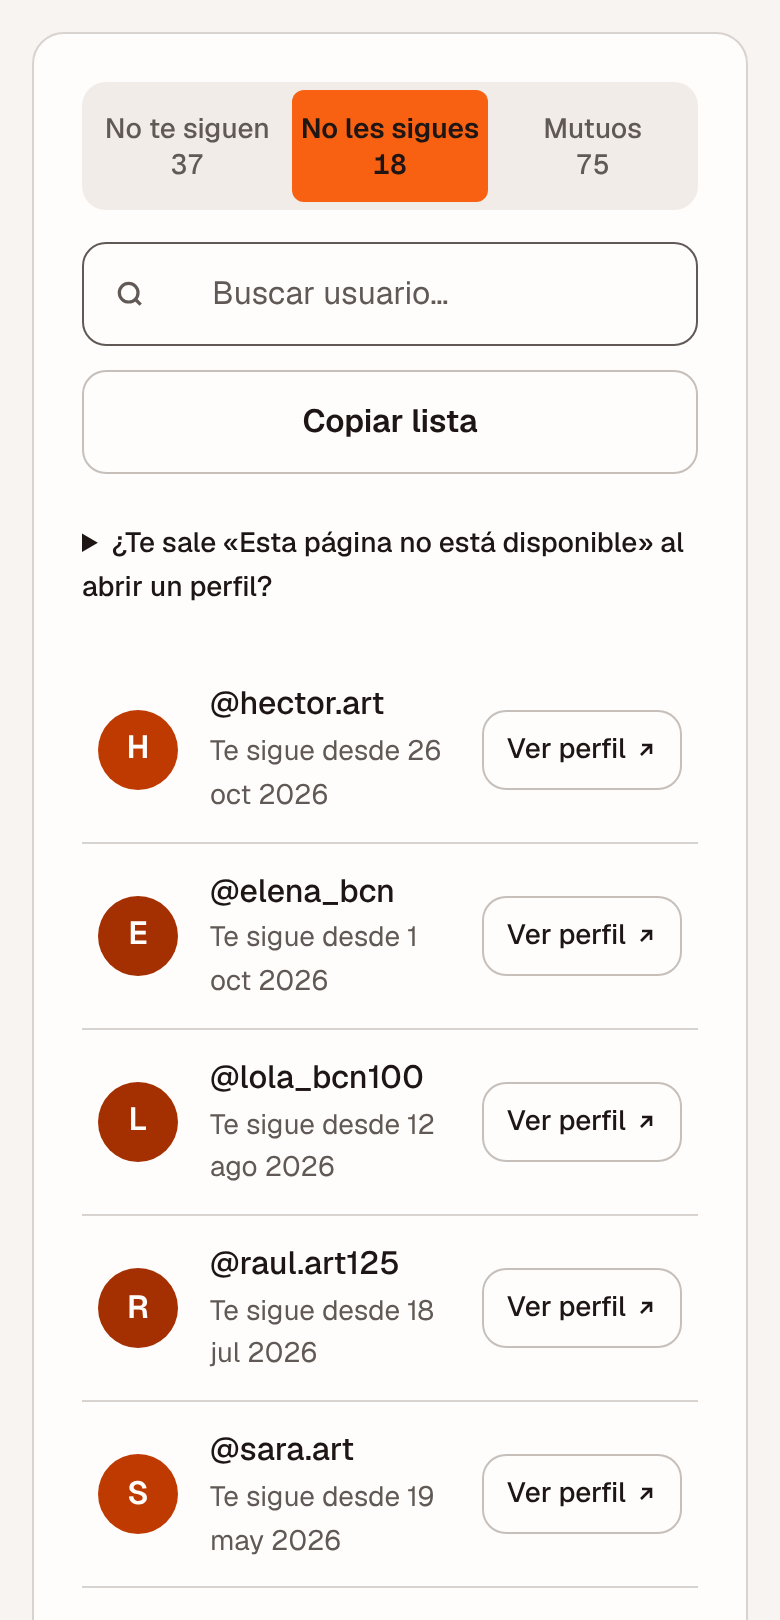 No te siguen
37
No les sigues
18
Mutuos
75
Buscar usuario...
Copiar lista
▶ ¿Te sale «Esta página no está disponible» al
abrir un perfil?
H
@hector.art
Te sigue desde 26
oct 2026
Ver perfil ↗
E
@elena_bcn
Te sigue desde 1
oct 2026
Ver perfil ↗
L
@lola_bcn100
Te sigue desde 12
ago 2026
Ver perfil ↗
R
@raul.art125
Te sigue desde 18
jul 2026
Ver perfil ↗
S
@sara.art
Te sigue desde 19
may 2026
Ver perfil ↗